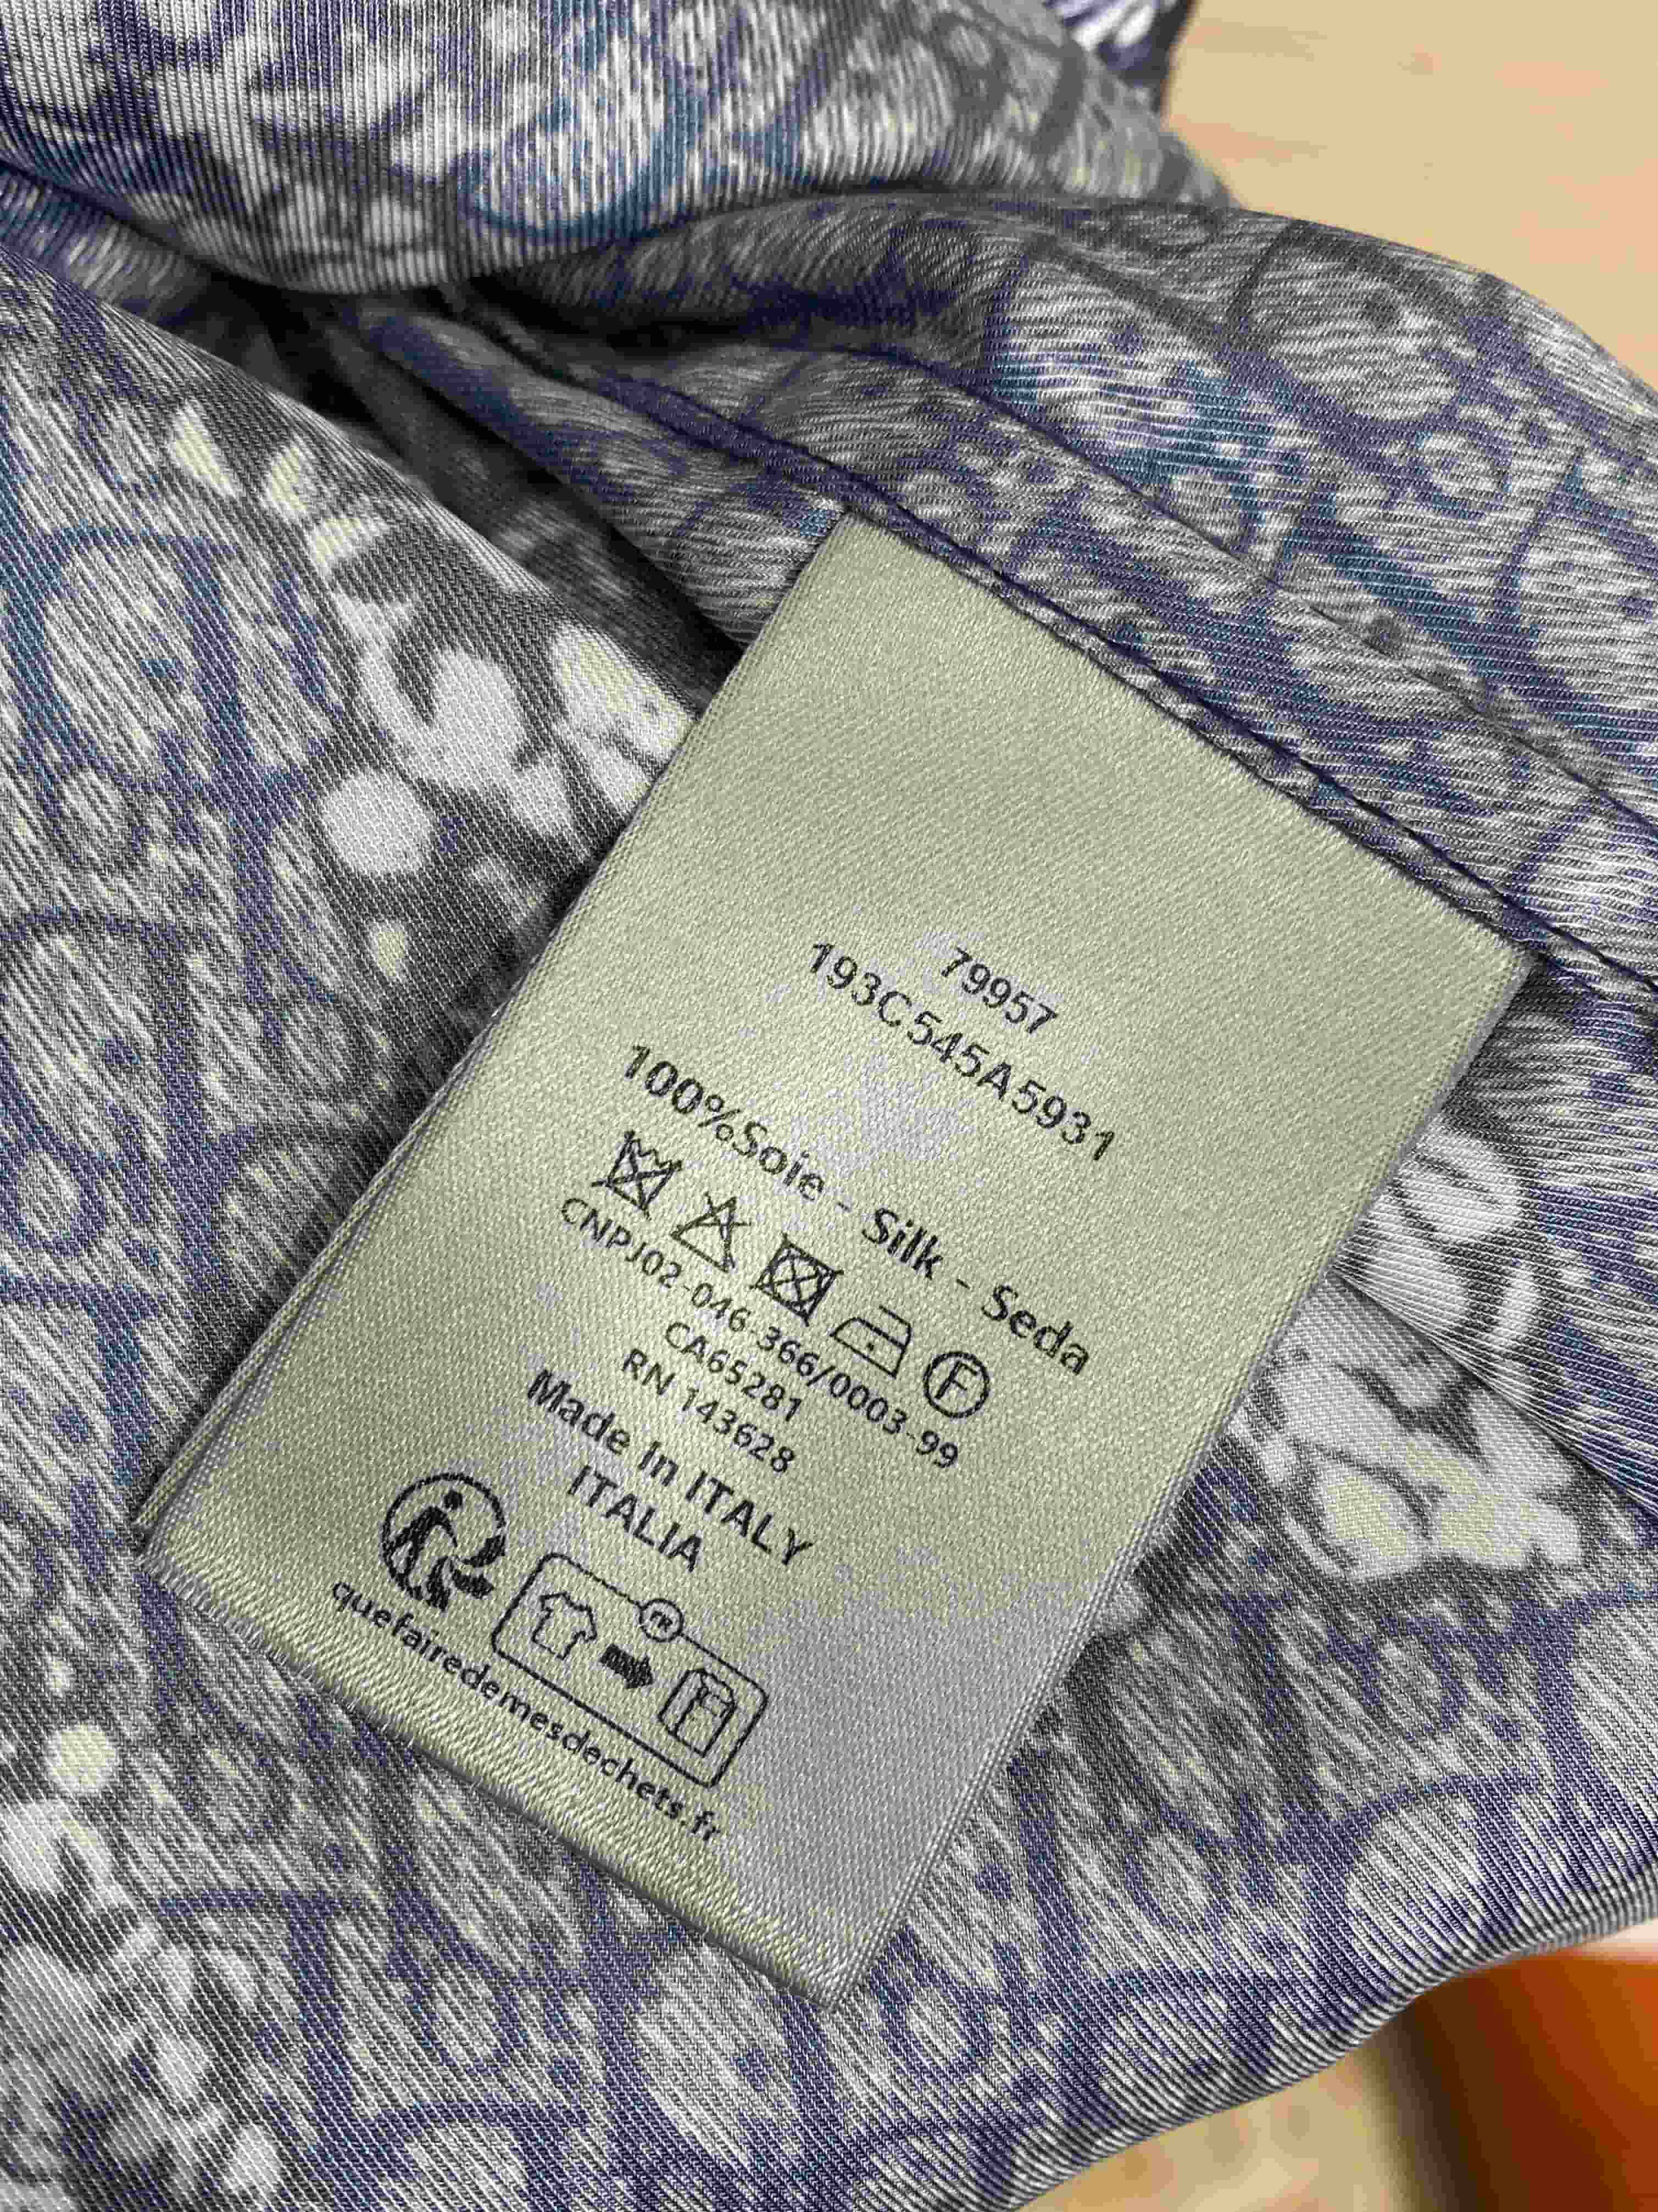 79957
193C545A5931
100%Soie - Silk - Seda
F
CNPJ02-046-366/0003-99
CA65281
RN 143628
Made In ITALY
ITALIA
FR
quefairedemesdechets.fr